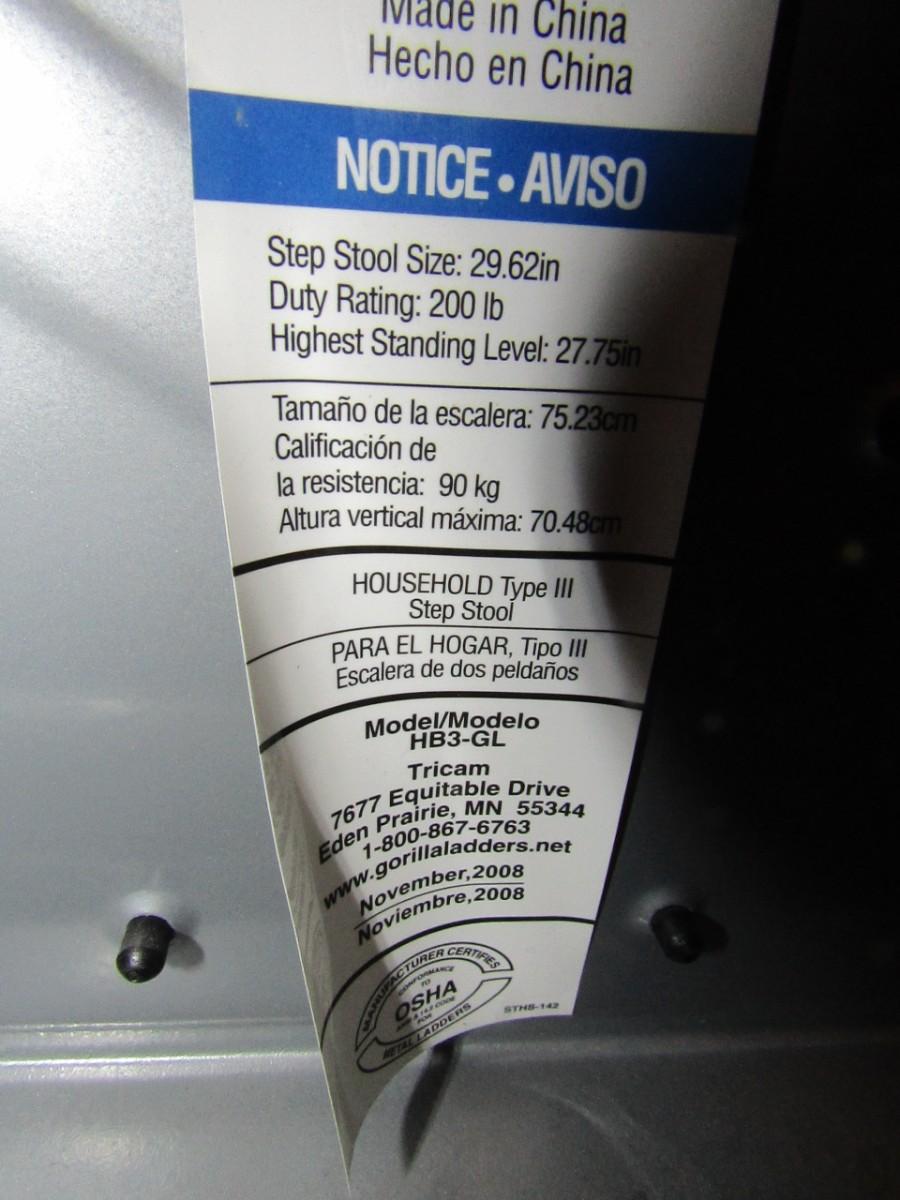 Made in China
Hecho en China
NOTICE • AVISO
Step Stool Size: 29.62in
Duty Rating: 200 lb
Highest Standing Level: 27.75in
Tamaño de la escalera: 75.23cm
Calificación de
la resistencia: 90 kg
Altura vertical máxima: 70.48cm
HOUSEHOLD Type III
Step Stool
PARA EL HOGAR, Tipo III
Escalera de dos peldaños
Model/Modelo
HB3-GL
Tricam
7677 Equitable Drive
Eden Prairie, MN 55344
1-800-867-6763
www.gorillaladders.net
November,2008
Noviembre,2008
MANUFACTURER CERTIFIES
CONFORMANCE
TO
OSHA
CODE
FOR
METAL LADDERS
STHS-142